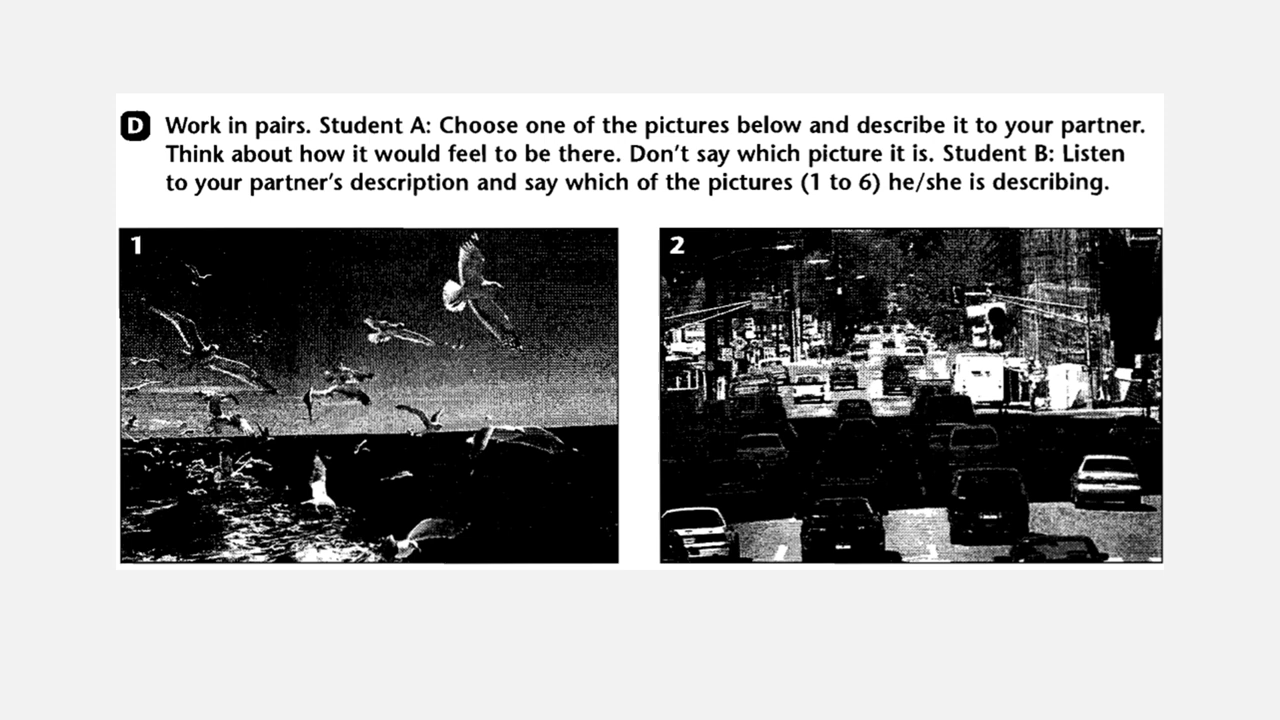 D Work in pairs. Student A: Choose one of the pictures below and describe it to your partner.
Think about how it would feel to be there. Don't say which picture it is. Student B: Listen
to your partner's description and say which of the pictures (1 to 6) he/she is describing.
1
2